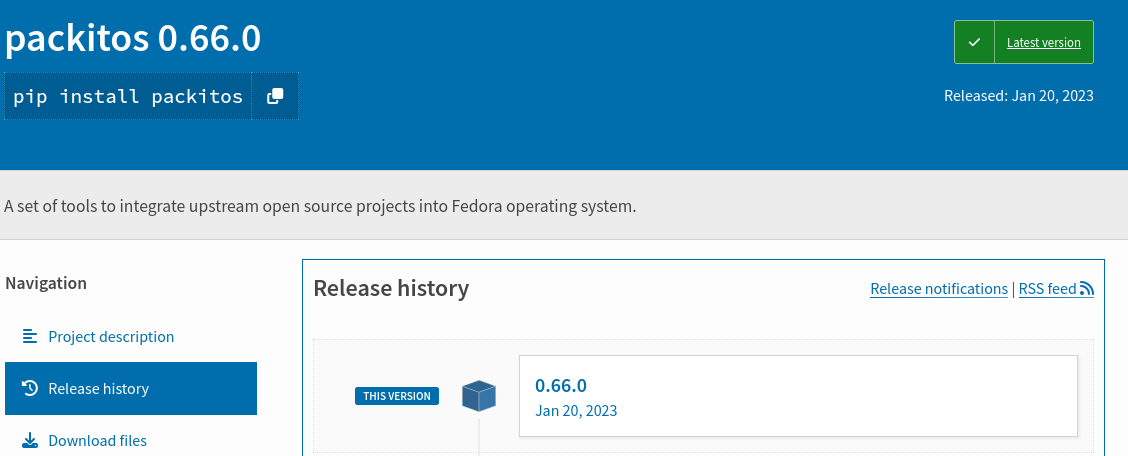 packitos 0.66.0
Latest version
pip install packitos
Released: Jan 20, 2023
A set of tools to integrate upstream open source projects into Fedora operating system.
Navigation
Project description
Release history
Download files
Release history
Release notifications | RSS feed
THIS VERSION
0.66.0
Jan 20, 2023